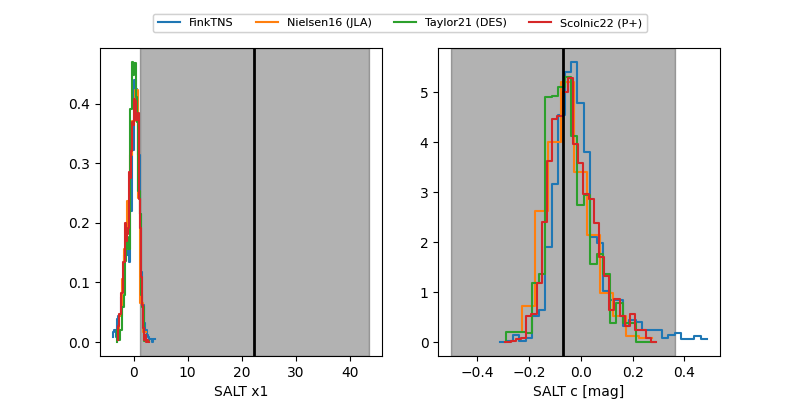 FinkTNS Nielsen16 (JLA) Taylor21 (DES) Scolnic22 (P+)
0.4
0.3
0.2
0.1
0.0
0 10 20 30 40
SALT x1
5
4
3
2
1
0
−0.4 −0.2 0.0 0.2 0.4
SALT c [mag]